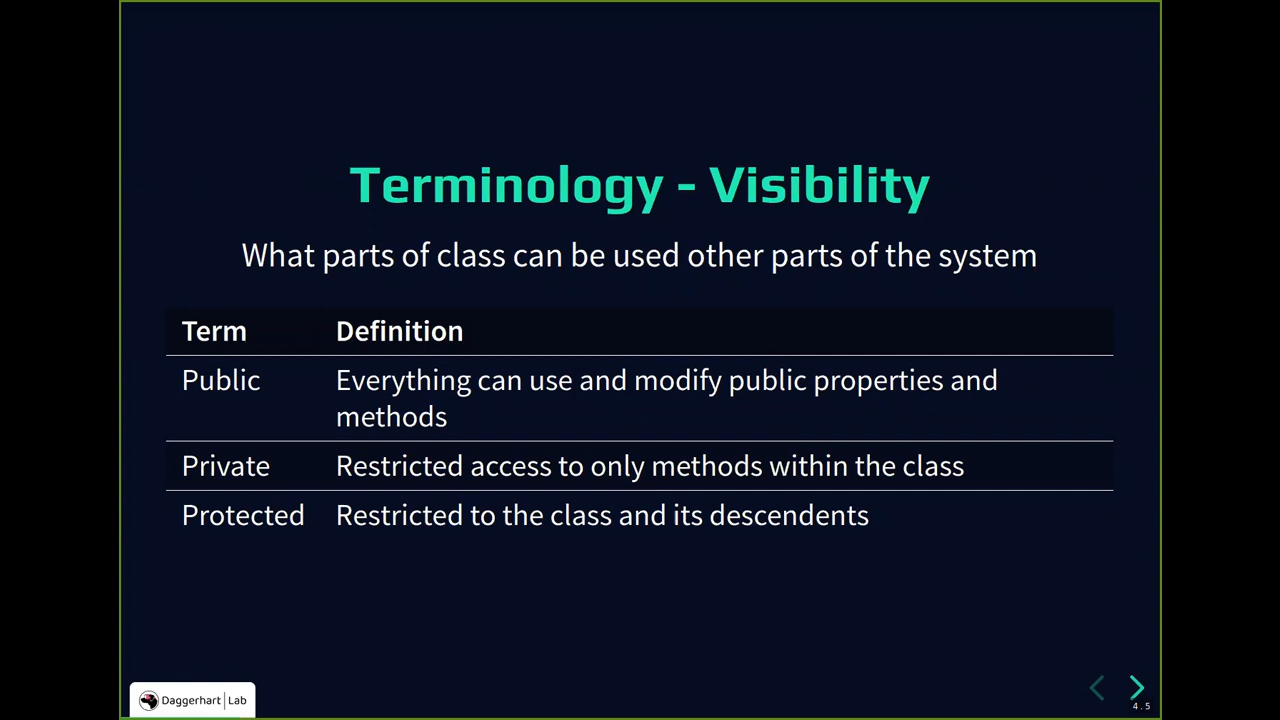 Terminology - Visibility
What parts of class can be used other parts of the system
Term Definition
Public Everything can use and modify public properties and
methods
Private Restricted access to only methods within the class
Protected Restricted to the class and its descendents
Daggerhart Lab
4.5